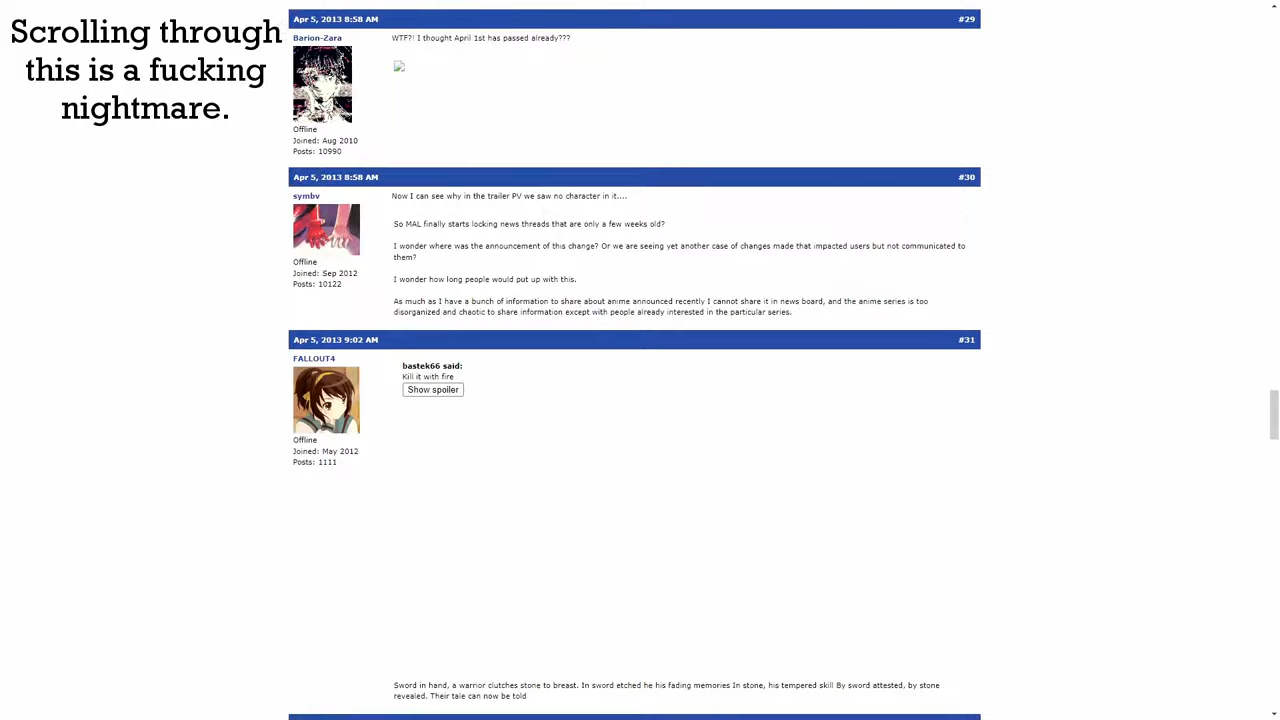 Scrolling through
this is a fucking
nightmare.
Apr 5, 2013 8:58 AM #29
Barion-Zara
WTF?! I thought April 1st has passed already???
Offline
Joined: Aug 2010
Posts: 10990
Apr 5, 2013 8:58 AM #30
symbv
Now I can see why in the trailer PV we saw no character in it....
So MAL finally starts locking news threads that are only a few weeks old?
I wonder where was the announcement of this change? Or we are seeing yet another case of changes made that impacted users but not communicated to
them?
I wonder how long people would put up with this.
As much as I have a bunch of information to share about anime announced recently I cannot share it in news board, and the anime series is too
disorganized and chaotic to share information except with people already interested in the particular series.
Offline
Joined: Sep 2012
Posts: 10122
Apr 5, 2013 9:02 AM #31
FALLOUT4
bastek66 said:
Kill it with fire
Show spoiler
Offline
Joined: May 2012
Posts: 1111
Sword in hand, a warrior clutches stone to breast. In sword etched he his fading memories In stone, his tempered skill By sword attested, by stone
revealed. Their tale can now be told